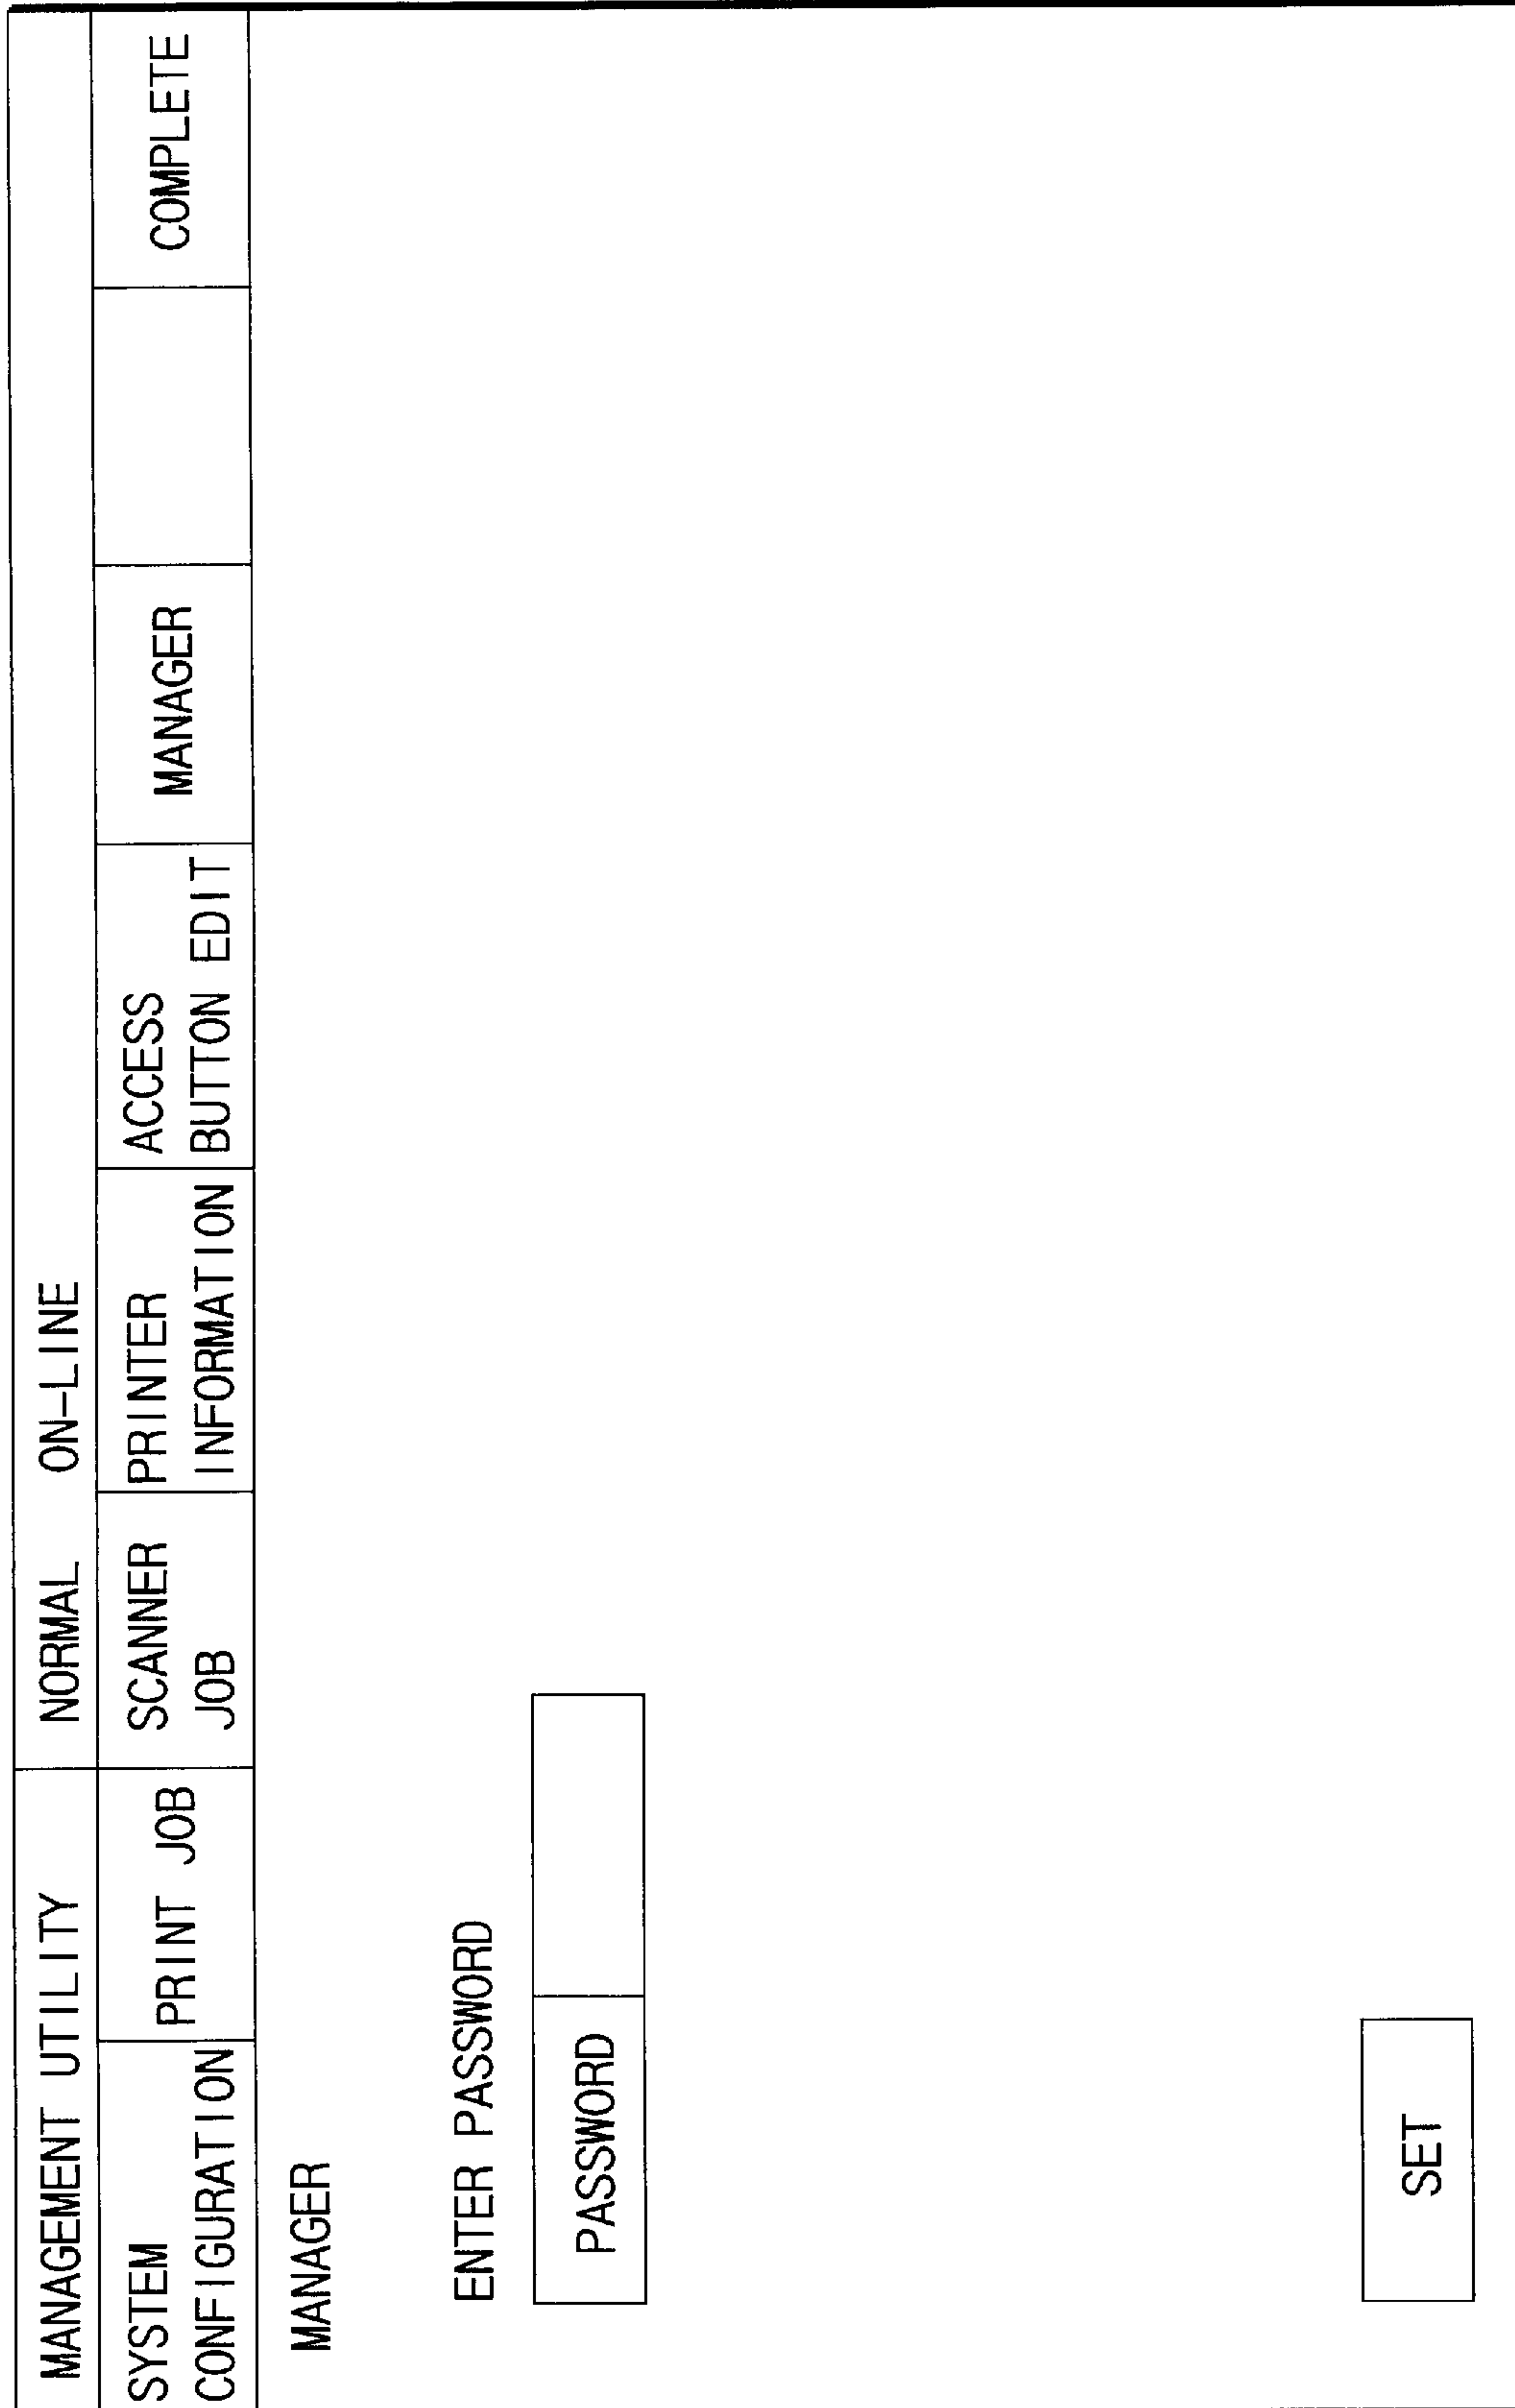 MANAGEMENT UTILITY
NORMAL ON-LINE
SYSTEM
CONFIGURATION
PRINT JOB
SCANNER
JOB
PRINTER
INFORMATION
ACCESS
BUTTON EDIT
MANAGER
COMPLETE
MANAGER
ENTER PASSWORD
PASSWORD
SET